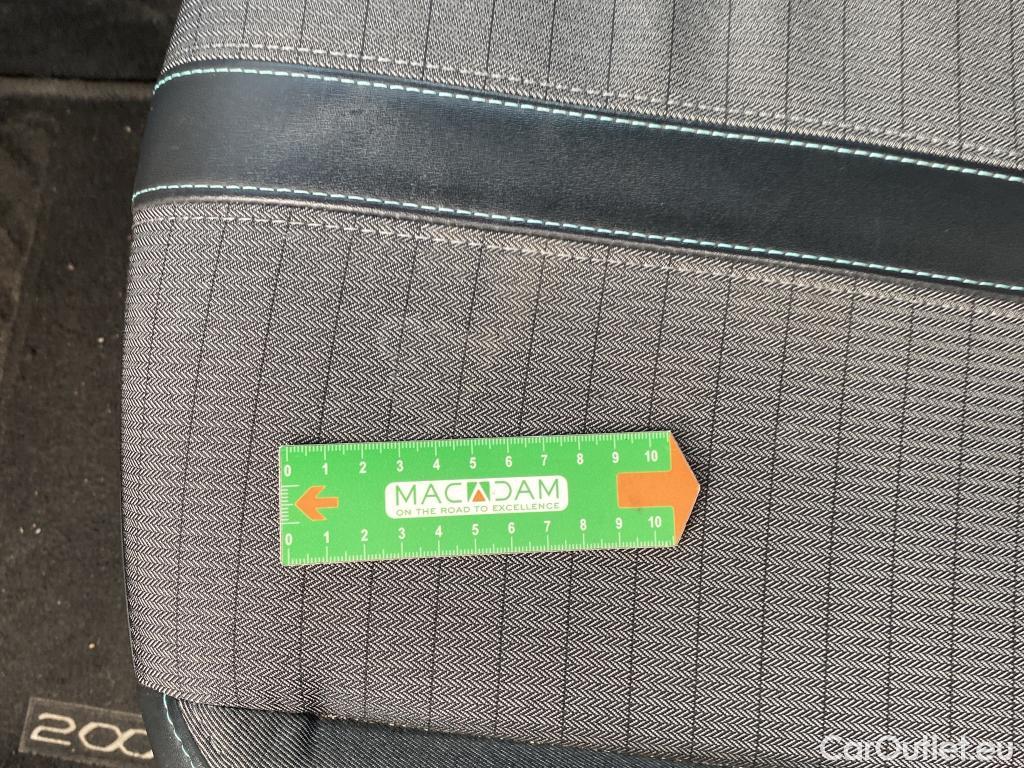 0 1 2 3 4 5 6 7 8 9 10
MACADAM
ON THE ROAD TO EXCELLENCE
0 1 2 3 4 5 6 7 8 9 10
200
CarOutlet.eu